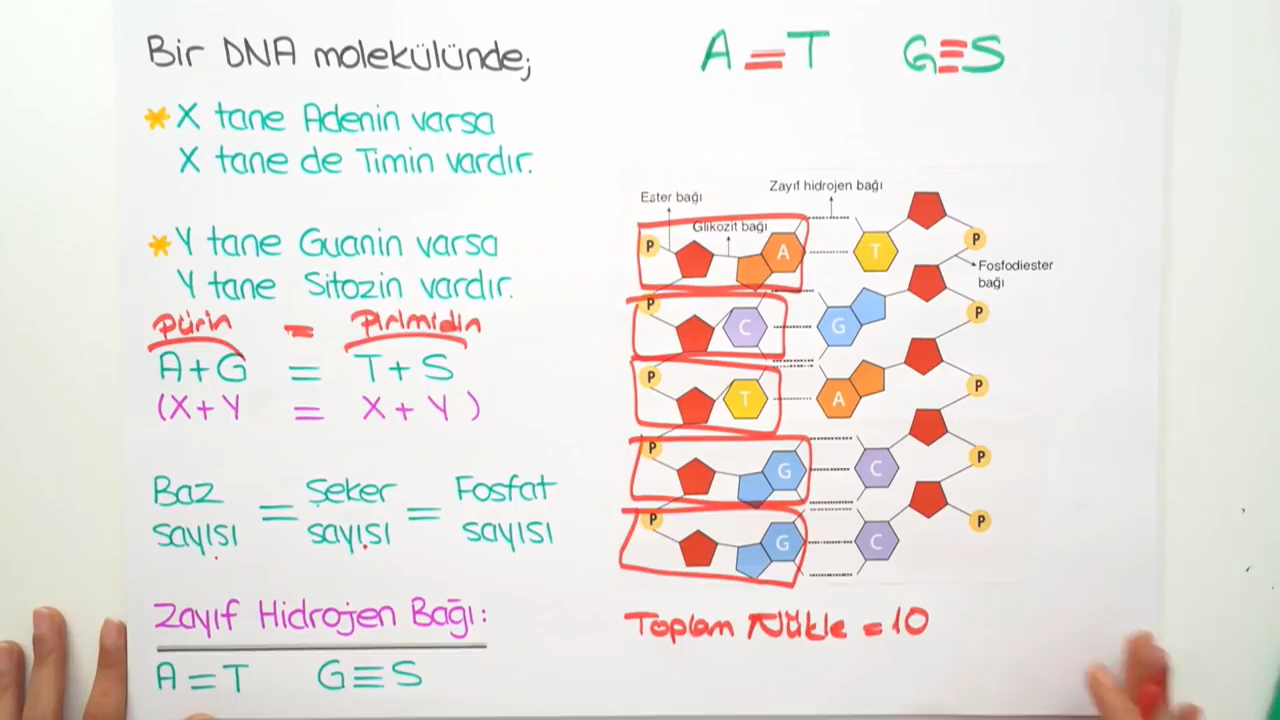 Bir DNA molekülünde;
A = T G ≡ S
* X tane Adenin varsa
X tane de Timin vardır.
* Y tane Guanin varsa
Y tane Sitozin vardır.
pürin = Pirimidin
A+G = T+S
(X+Y = X+Y)
Baz sayısı = Şeker sayısı = Fosfat sayısı
Zayıf Hidrojen Bağı:
A = T G ≡ S
Ester bağı
Zayıf hidrojen bağı
Glikozit bağı
Fosfodiester
bağı
P A T P
P C G P
P T A P
P G C P
P G C P
Toplam Nükle = 10